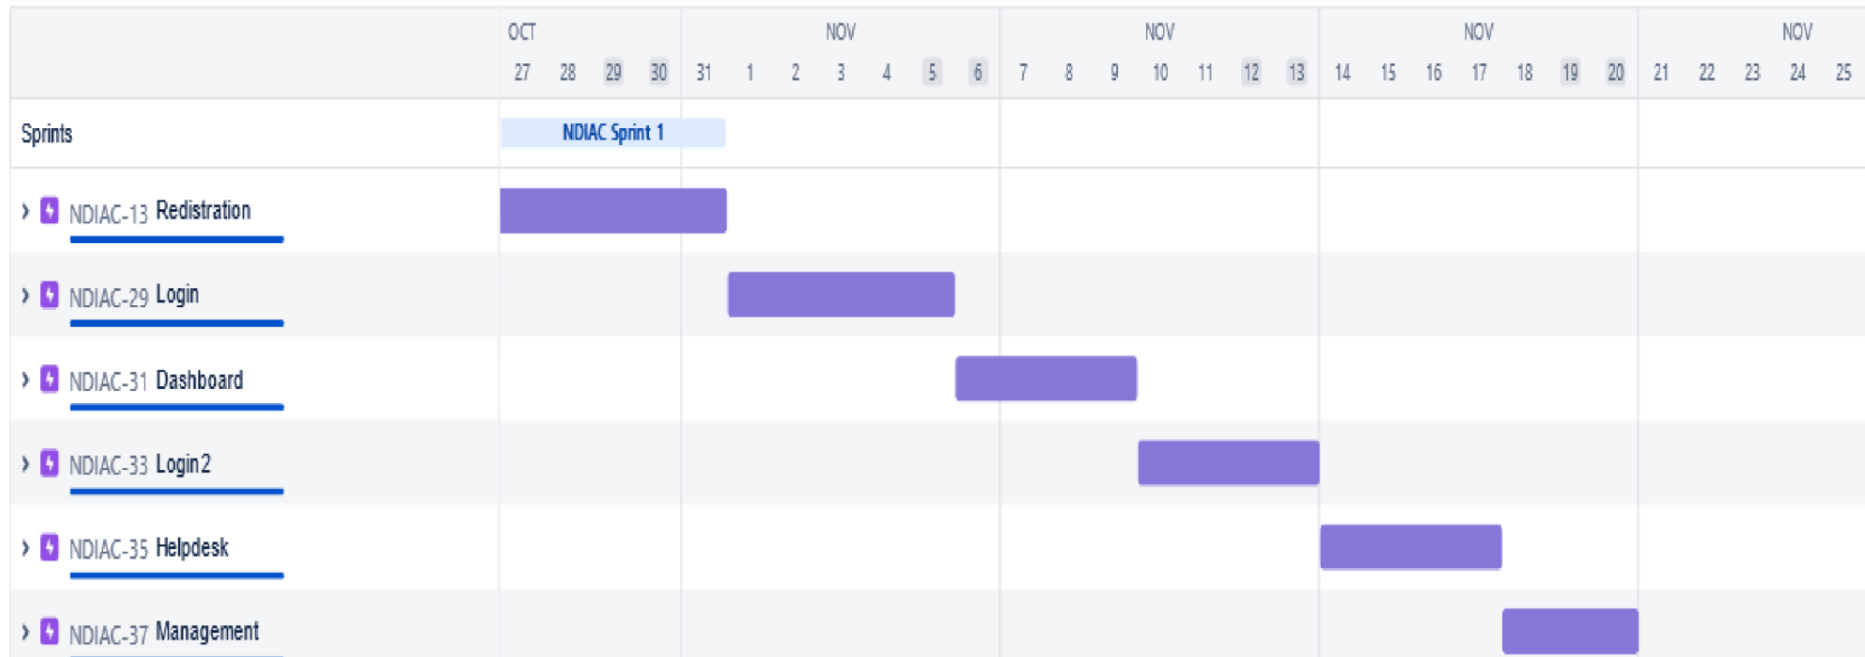 OCT NOV NOV NOV NOV
27 28 29 30 31 1 2 3 4 5 6 7 8 9 10 11 12 13 14 15 16 17 18 19 20 21 22 23 24 25
Sprints NDIAC Sprint 1
NDIAC-13 Redistration
NDIAC-29 Login
NDIAC-31 Dashboard
NDIAC-33 Login2
NDIAC-35 Helpdesk
NDIAC-37 Management